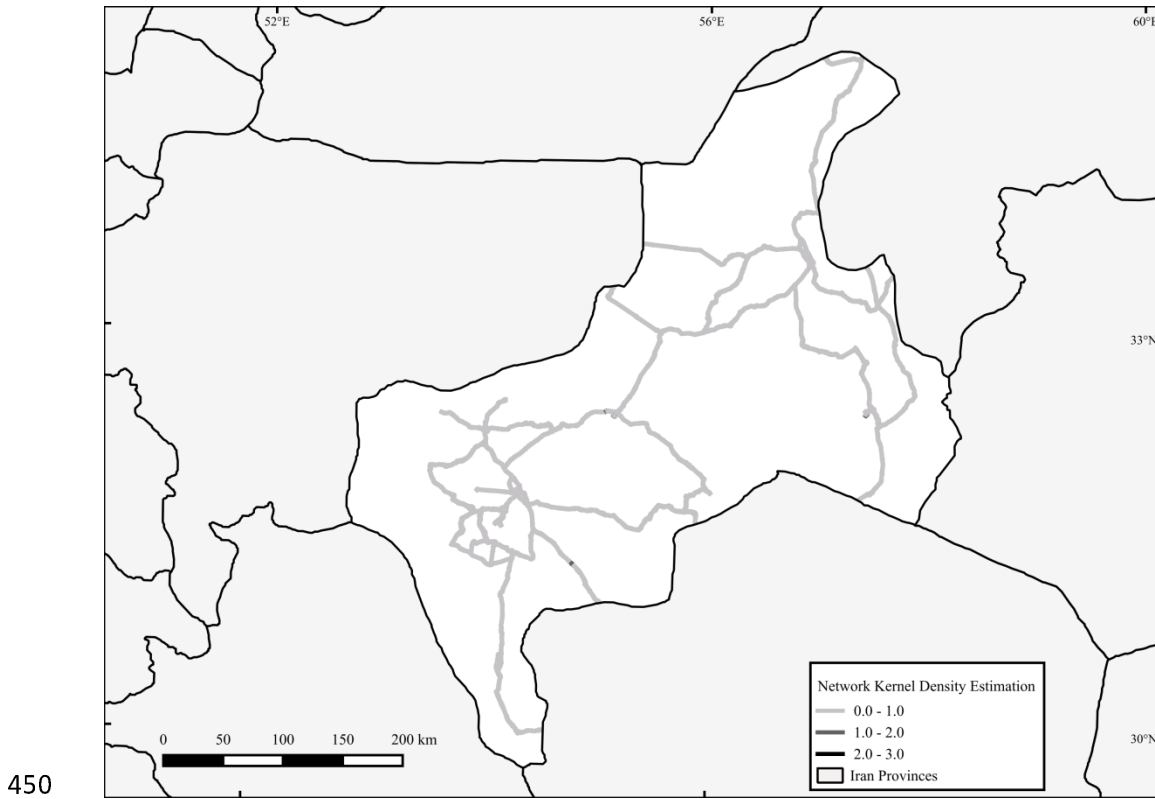 52°E 56°E 60°E
33°N
Network Kernel Density Estimation
0.0 - 1.0
1.0 - 2.0
2.0 - 3.0
Iran Provinces
0 50 100 150 200 km
30°N
450